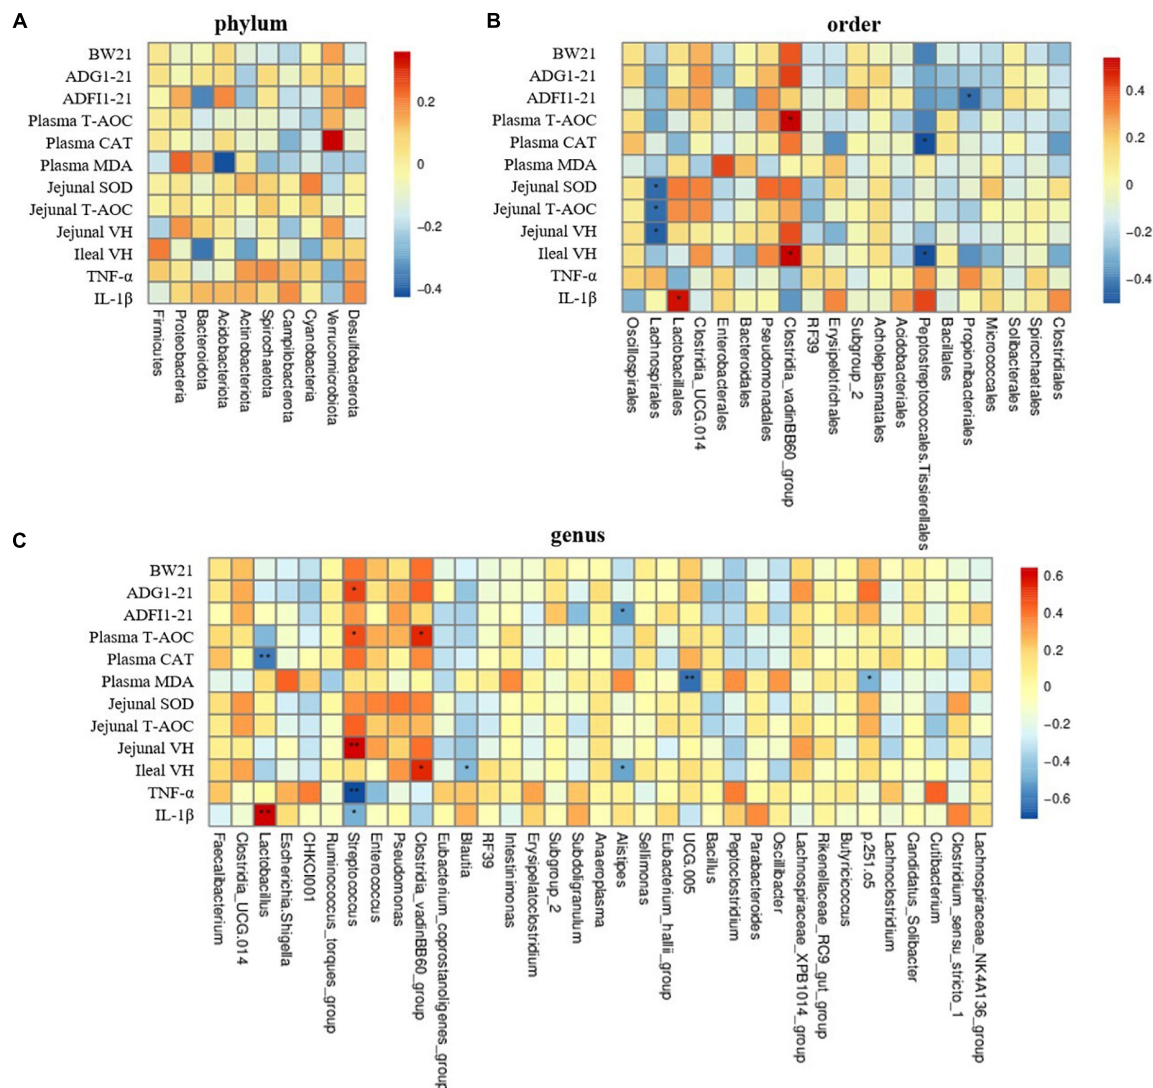 A
phylum
BW21
ADG1-21
ADFI1-21
Plasma T-AOC
Plasma CAT
Plasma MDA
Jejunal SOD
Jejunal T-AOC
Jejunal VH
Ileal VH
TNF-α
IL-1β
Firmicutes
Proteobacteria
Bacteroidota
Acidobacteriota
Actinobacteriota
Spirochaetota
Campilobacterota
Cyanobacteria
Verrucomicrobiota
Desulfobacterota
0.2
0
−0.2
−0.4
B
order
BW21
ADG1-21
ADFI1-21
Plasma T-AOC
Plasma CAT
Plasma MDA
Jejunal SOD
Jejunal T-AOC
Jejunal VH
Ileal VH
TNF-α
IL-1β
*
*
*
*
*
*
*
*
*
Oscillospirales
Lachnospirales
Lactobacillales
Clostridia_UCG.014
Enterobacterales
Bacteroidales
Pseudomonadales
Clostridia_vadinBB60_group
RF39
Erysipelotrichales
Subgroup_2
Acholeplasmatales
Acidobacteriales
Peptostreptococcales.Tissierellales
Bacillales
Propionibacteriales
Micrococcales
Solibacterales
Spirochaetales
Clostridiales
0.4
0.2
0
−0.2
−0.4
C
genus
BW21
ADG1-21
ADFI1-21
Plasma T-AOC
Plasma CAT
Plasma MDA
Jejunal SOD
Jejunal T-AOC
Jejunal VH
Ileal VH
TNF-α
IL-1β
*
*
* *
**
** *
**
* * *
**
** *
Faecalibacterium
Clostridia_UCG.014
Lactobacillus
Escherichia.Shigella
CHKCI001
Ruminococcus_torques_group
Streptococcus
Enterococcus
Pseudomonas
Clostridia_vadinBB60_group
Eubacterium_coprostanoligenes_group
Blautia
RF39
Intestinimonas
Erysipelatoclostridium
Subgroup_2
Subdoligranulum
Anaeroplasma
Alistipes
Sellimonas
Eubacterium_hallii_group
UCG.005
Bacillus
Peptoclostridium
Parabacteroides
Oscillibacter
Lachnospiraceae_XPB1014_group
Rikenellaceae_RC9_gut_group
Butyricicoccus
p.251.o5
Lachnoclostridium
Candidatus_Solibacter
Cutibacterium
Clostridium_sensu_stricto_1
Lachnospiraceae_NK4A136_group
0.6
0.4
0.2
0
−0.2
−0.4
−0.6